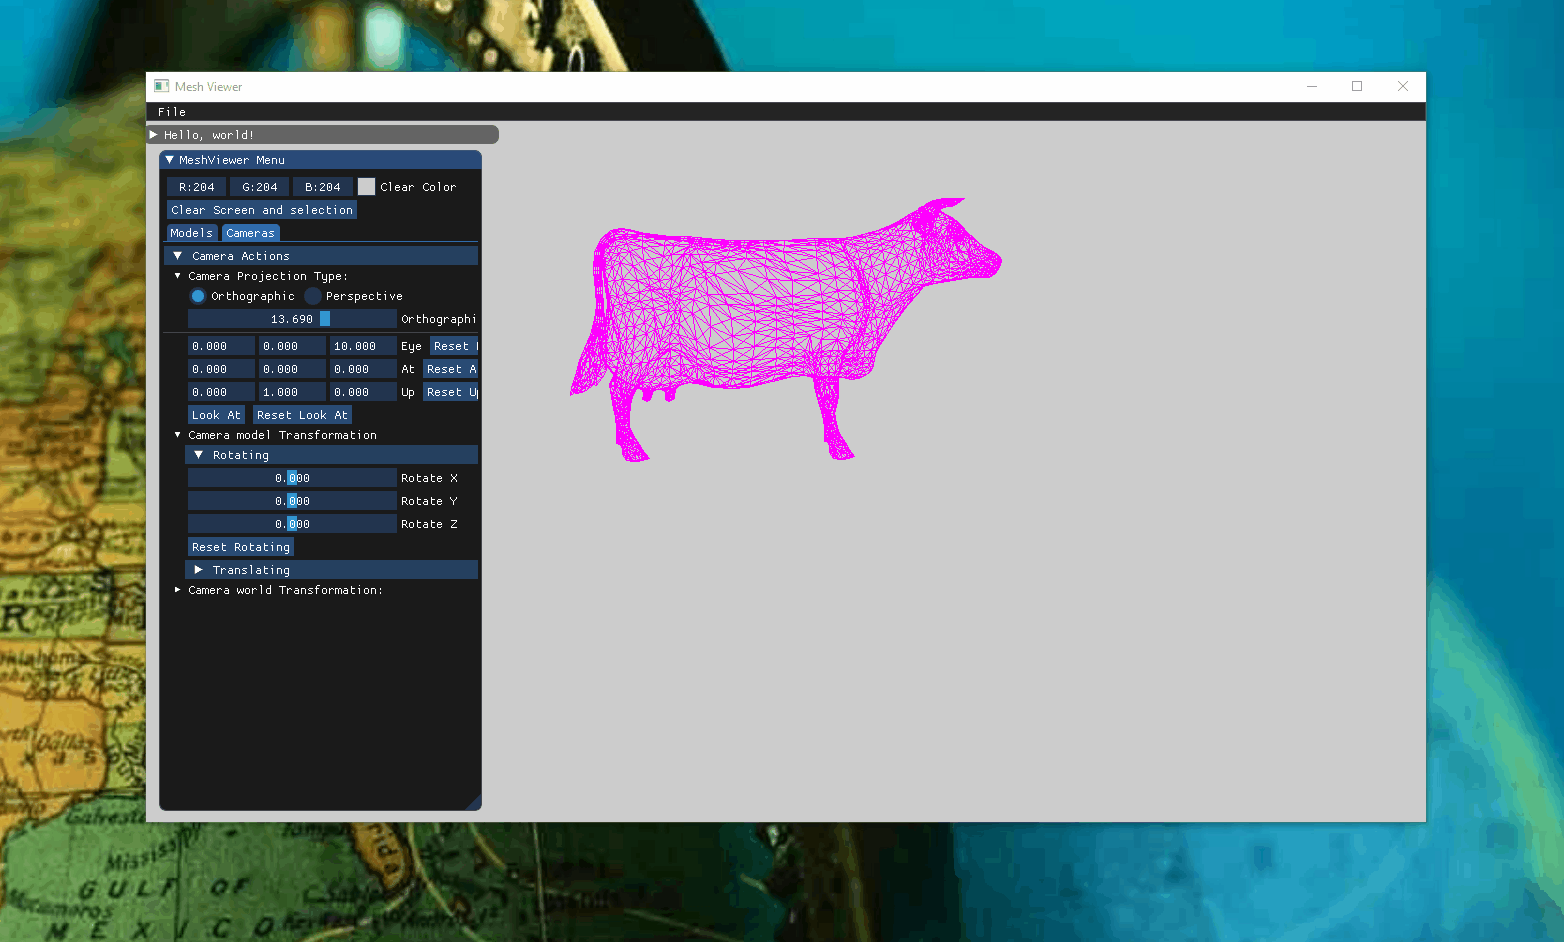 Mesh Viewer
File
Hello, world!
MeshViewer Menu
R:204 G:204 B:204 Clear Color
Clear Screen and selection
Models Cameras
Camera Actions
Camera Projection Type:
Orthographic Perspective
13.690 Orthographi
0.000 0.000 10.000 Eye Reset
0.000 0.000 0.000 At Reset A
0.000 1.000 0.000 Up Reset Up
Look At Reset Look At
Camera model Transformation
Rotating
0.000 Rotate X
0.000 Rotate Y
0.000 Rotate Z
Reset Rotating
Translating
Camera world Transformation:
R
Dallas
Mississip
GULF OF
MEXICO